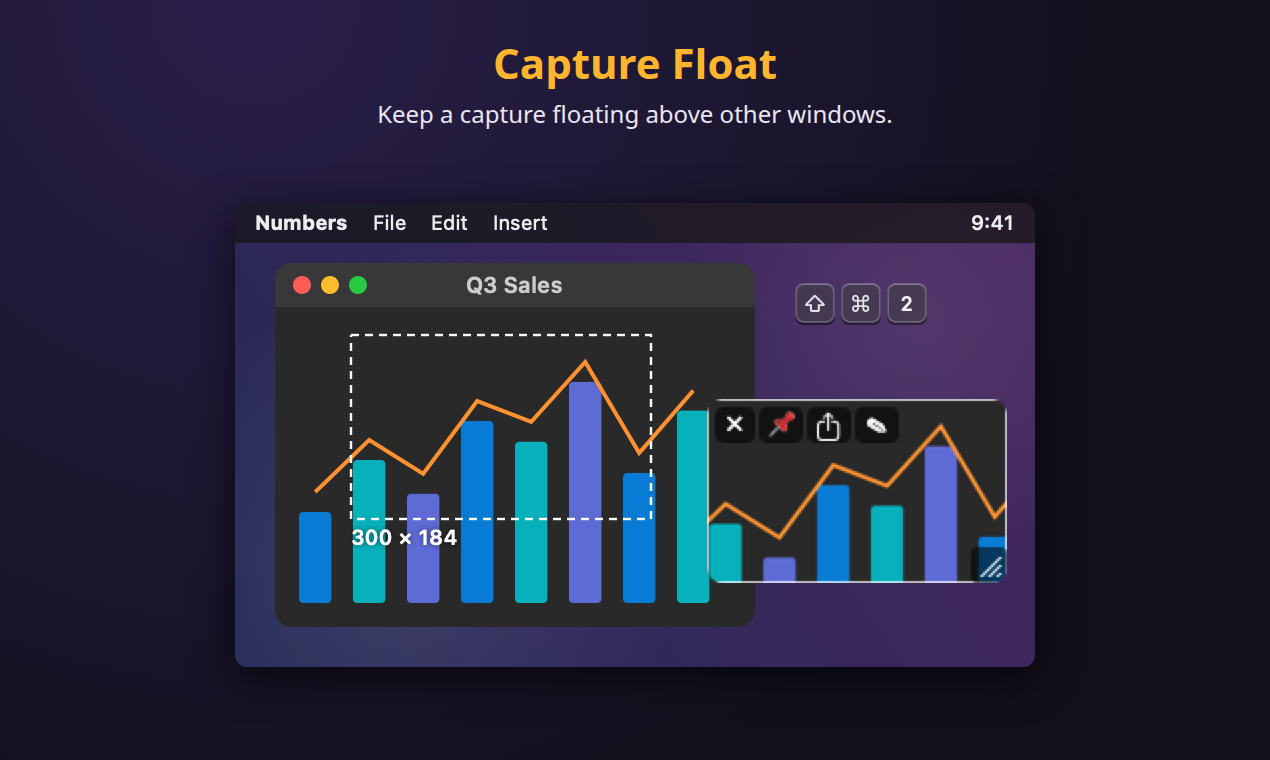 Capture Float
Keep a capture floating above other windows.
Numbers File Edit Insert 9:41
Q3 Sales
⇧ ⌘ 2
300 × 184